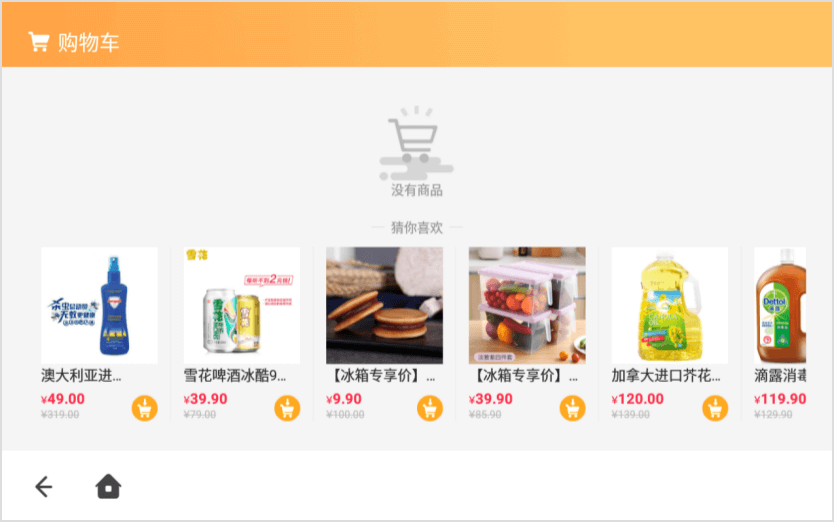 购物车
没有商品
猜你喜欢
雪花
Dettol
澳大利亚进...
¥49.00
¥319.00
雪花啤酒冰酷9...
¥39.90
¥79.00
【冰箱专享价】...
¥9.90
¥100.00
【冰箱专享价】...
¥39.90
¥85.90
加拿大进口芥花...
¥120.00
¥139.00
滴露消毒
¥119.90
¥129.90